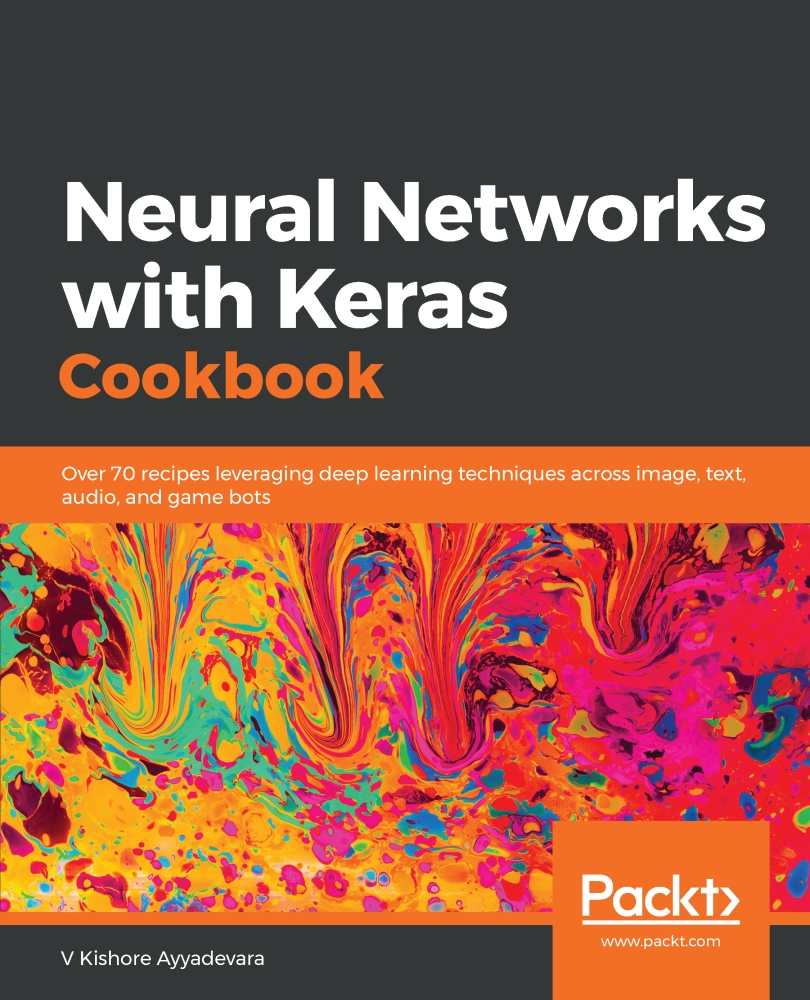 Neural Networks
with Keras
Cookbook
Over 70 recipes leveraging deep learning techniques across image, text,
audio, and game bots
Packt>
www.packt.com
V Kishore Ayyadevara